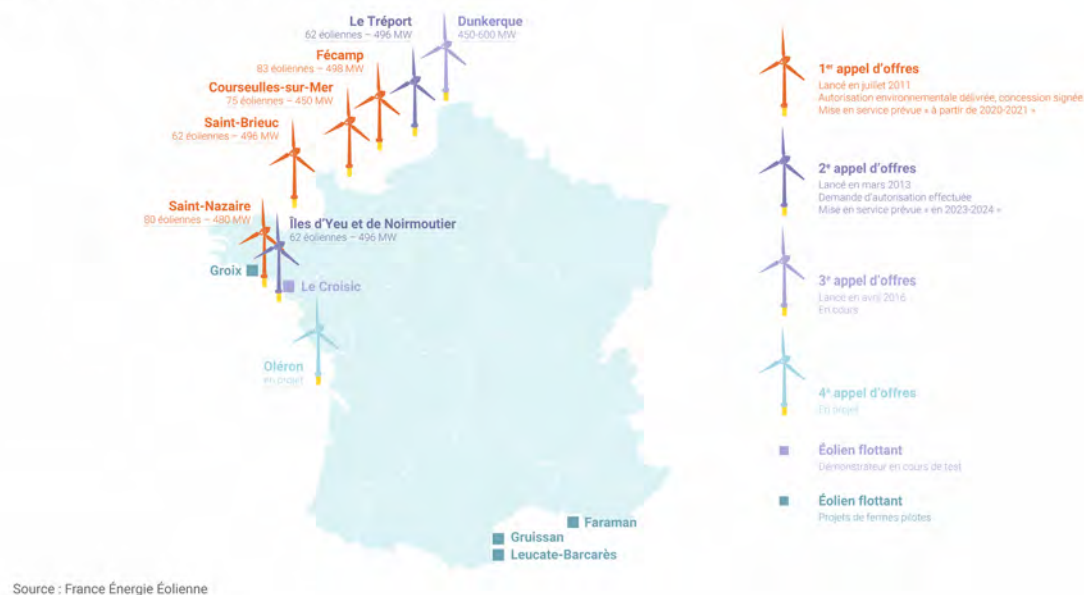 Le Tréport
62 éoliennes – 496 MW
Dunkerque
450-600 MW
Fécamp
83 éoliennes – 498 MW
Courseulles-sur-Mer
75 éoliennes – 450 MW
Saint-Brieuc
62 éoliennes – 496 MW
Saint-Nazaire
80 éoliennes – 480 MW
Îles d'Yeu et de Noirmoutier
62 éoliennes – 496 MW
Groix
Le Croisic
Oléron
en projet
Faraman
Gruissan
Leucate-Barcarès
1er appel d'offres
Lancé en juillet 2011
Autorisation environnementale délivrée, concession signée
Mise en service prévue « à partir de 2020-2021 »
2e appel d'offres
Lancé en mars 2013
Demande d'autorisation effectuée
Mise en service prévue « en 2023-2024 »
3e appel d'offres
Lancé en avril 2016
En cours
4e appel d'offres
En projet
Éolien flottant
Démonstrateur en cours de test
Éolien flottant
Projets de fermes pilotes
Source : France Énergie Éolienne